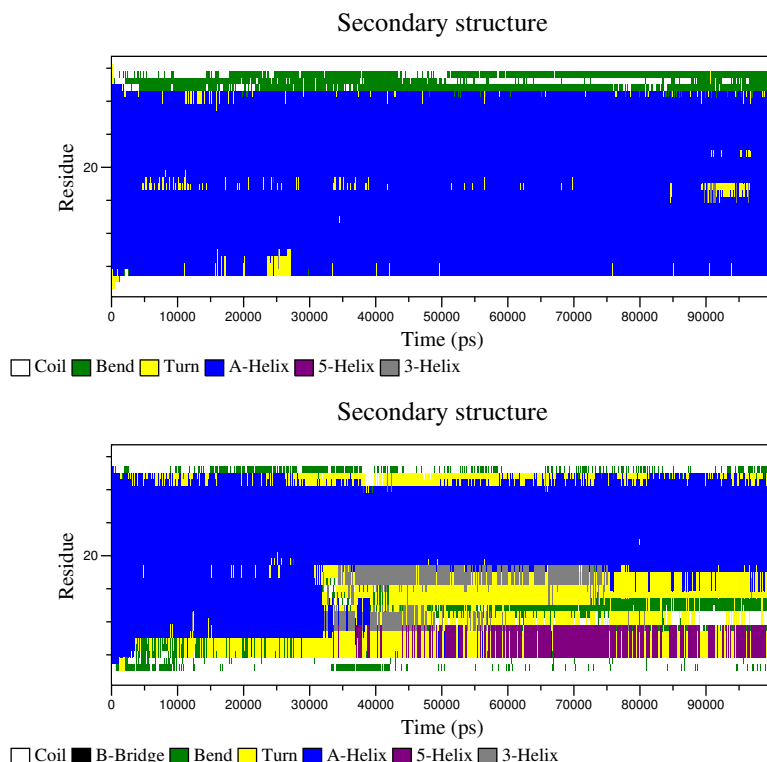 Secondary structure
Residue
20
0 10000 20000 30000 40000 50000 60000 70000 80000 90000
Time (ps)
Coil Bend Turn A-Helix 5-Helix 3-Helix
Secondary structure
Residue
20
0 10000 20000 30000 40000 50000 60000 70000 80000 90000
Time (ps)
Coil B-Bridge Bend Turn A-Helix 5-Helix 3-Helix